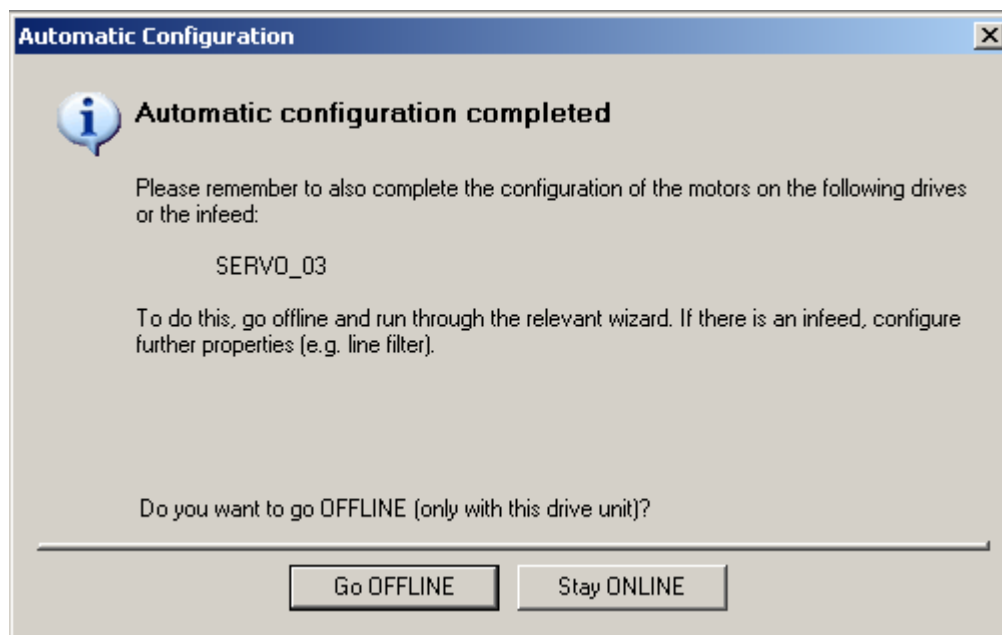 Automatic Configuration
Automatic configuration completed
Please remember to also complete the configuration of the motors on the following drives
or the infeed:
SERVO_03
To do this, go offline and run through the relevant wizard. If there is an infeed, configure
further properties (e.g. line filter).
Do you want to go OFFLINE (only with this drive unit)?
Go OFFLINE
Stay ONLINE